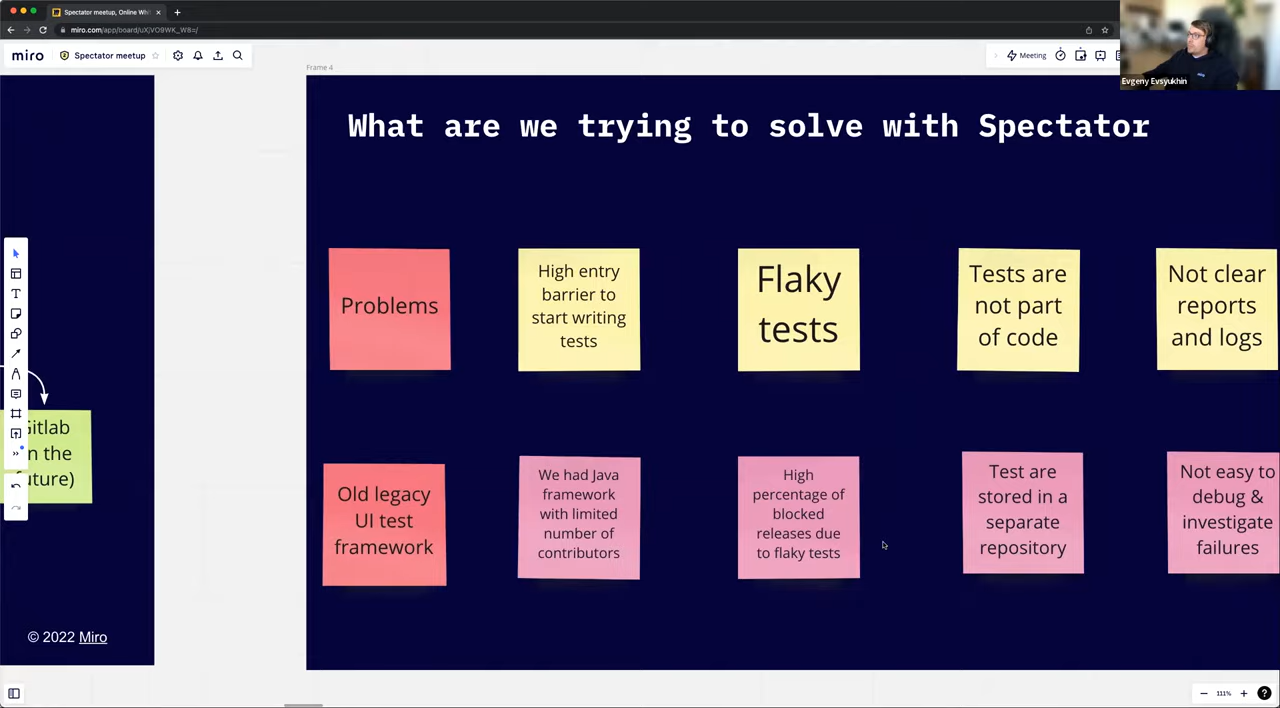 Spectator meetup, Online Whi
miro.com/app/board/uXjVO9WK_W8=/
miro
Spectator meetup
Meeting
Evgeny Evsyukhin
Frame 4
What are we trying to solve with Spectator
Problems
High entry
barrier to
start writing
tests
Flaky
tests
Tests are
not part
of code
Not clear
reports
and logs
Gitlab
in the
future)
Old legacy
UI test
framework
We had Java
framework
with limited
number of
contributors
High
percentage of
blocked
releases due
to flaky tests
Test are
stored in a
separate
repository
Not easy to
debug &
investigate
failures
© 2022 Miro
111%